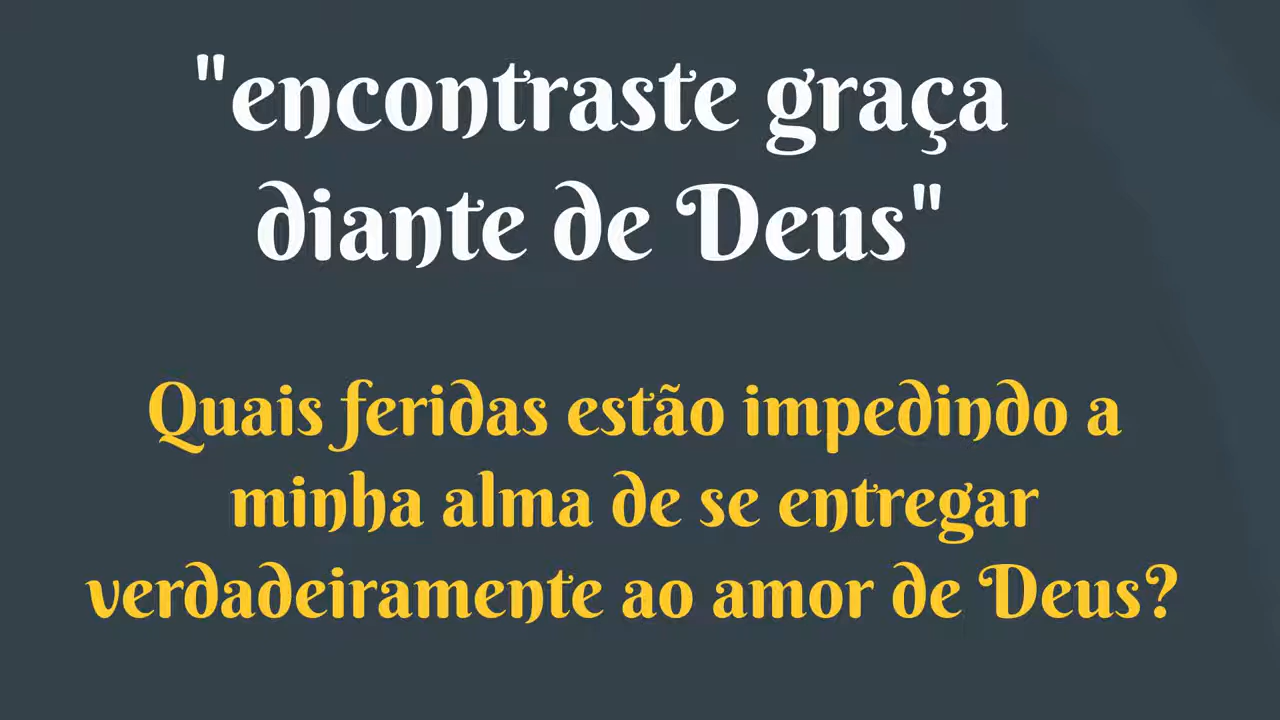 "encontraste graça
diante de Deus"
Quais feridas estão impedindo a
minha alma de se entregar
verdadeiramente ao amor de Deus?